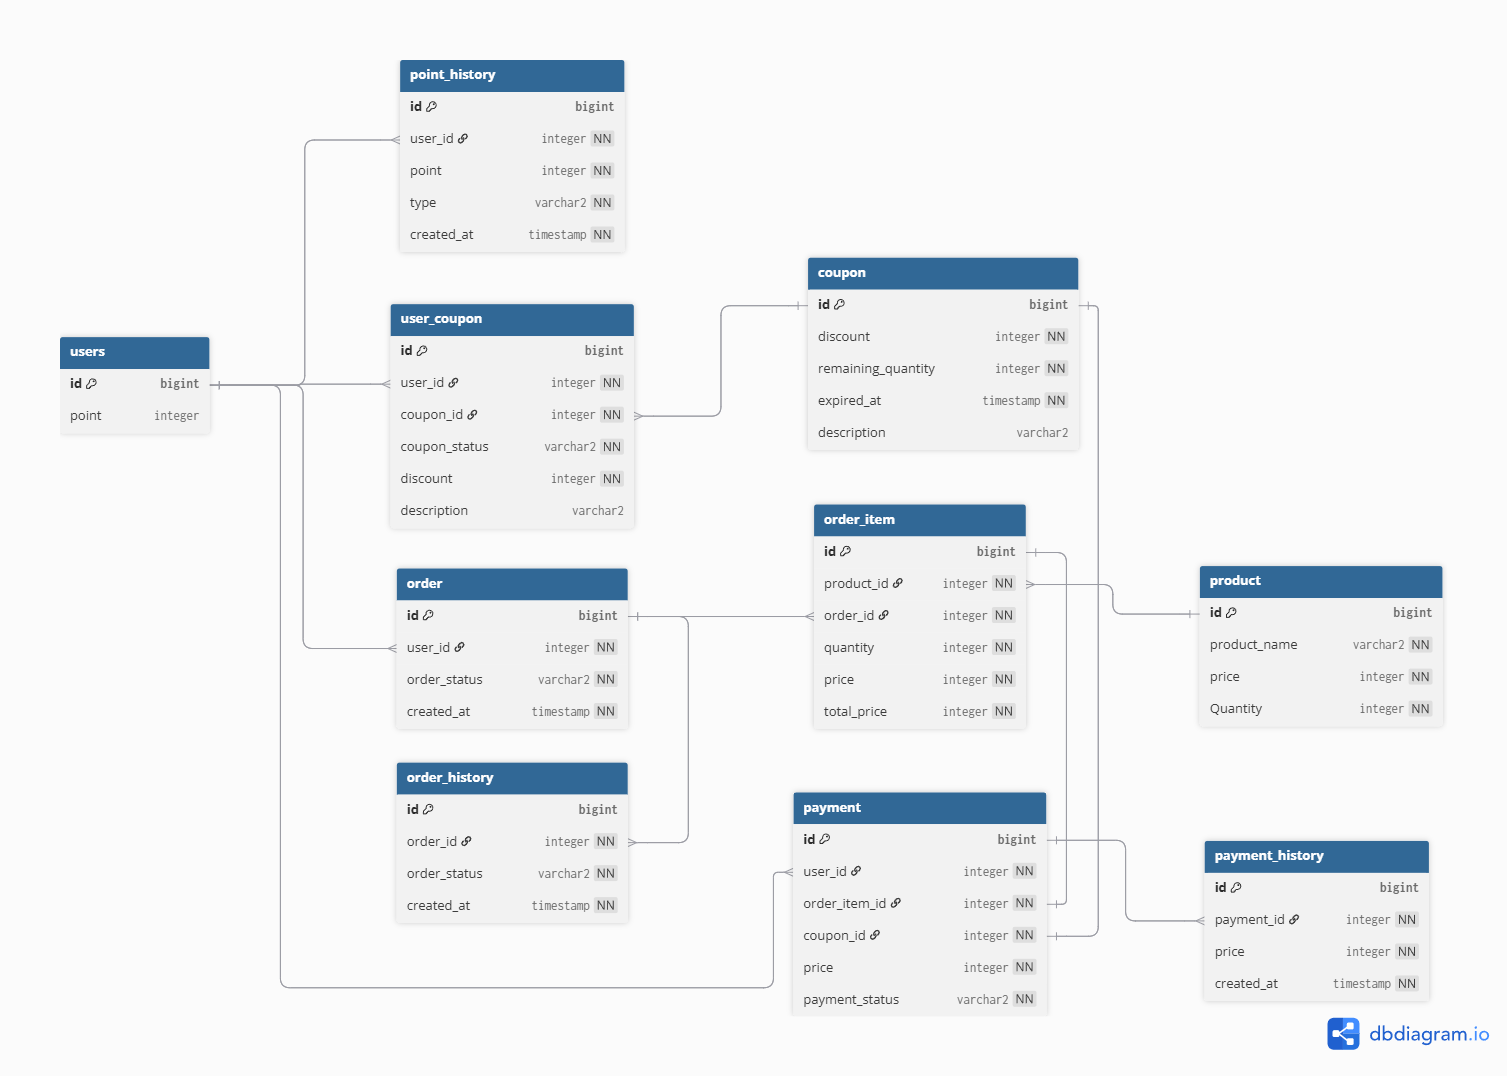 point_history
id bigint
user_id integer NN
point integer NN
type varchar2 NN
created_at timestamp NN
users
id bigint
point integer
user_coupon
id bigint
user_id integer NN
coupon_id integer NN
coupon_status varchar2 NN
discount integer NN
description varchar2
coupon
id bigint
discount integer NN
remaining_quantity integer NN
expired_at timestamp NN
description varchar2
order
id bigint
user_id integer NN
order_status varchar2 NN
created_at timestamp NN
order_item
id bigint
product_id integer NN
order_id integer NN
quantity integer NN
price integer NN
total_price integer NN
product
id bigint
product_name varchar2 NN
price integer NN
Quantity integer NN
order_history
id bigint
order_id integer NN
order_status varchar2 NN
created_at timestamp NN
payment
id bigint
user_id integer NN
order_item_id integer NN
coupon_id integer NN
price integer NN
payment_status varchar2 NN
payment_history
id bigint
payment_id integer NN
price integer NN
created_at timestamp NN
dbdiagram.io